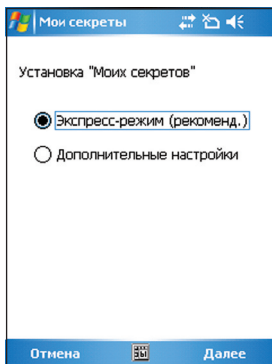 Мои секреты
Установка "Моих секретов"
Экспресс-режим (рекоменд.)
Дополнительные настройки
Отмена
Далее